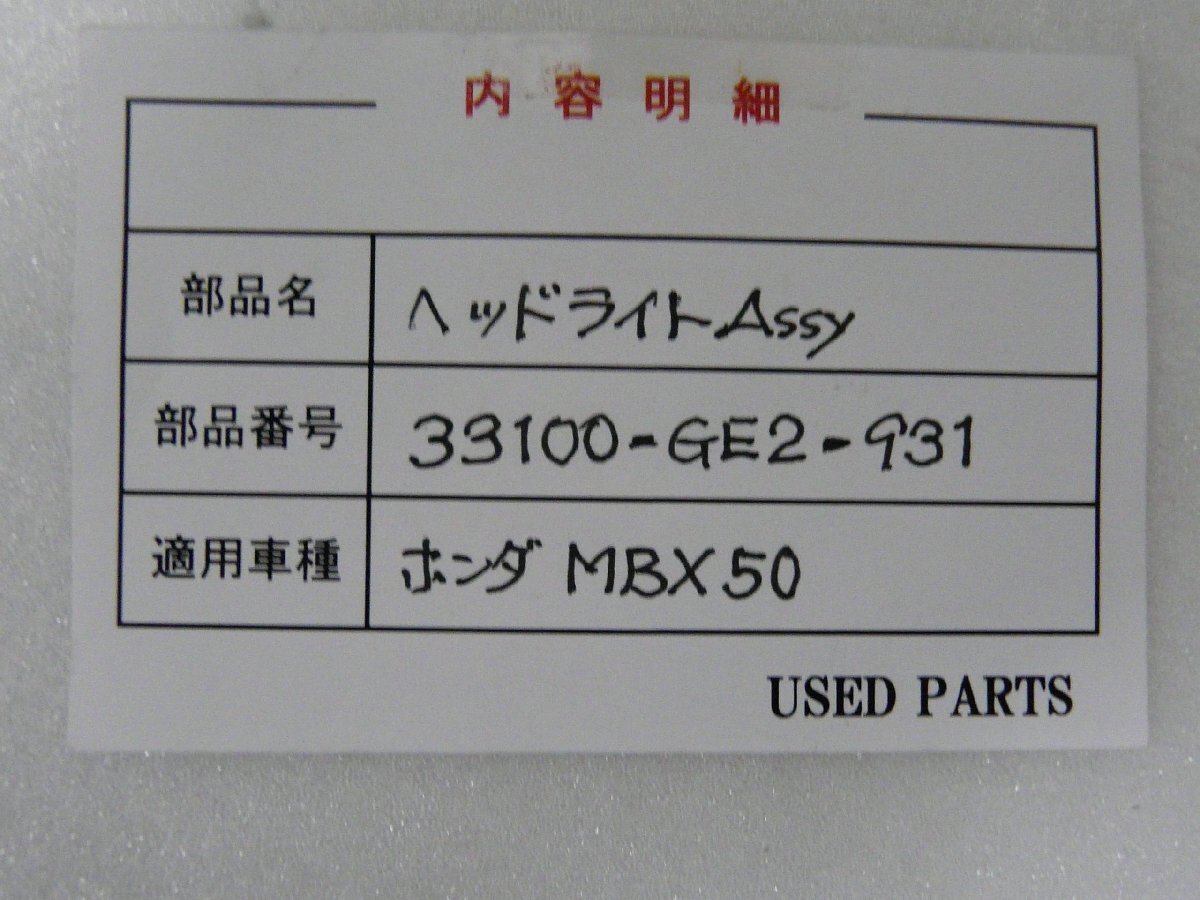 内容明細
部品名 ヘッドライトAssy
部品番号 33100-GE2-931
適用車種 ホンダ MBX50
USED PARTS